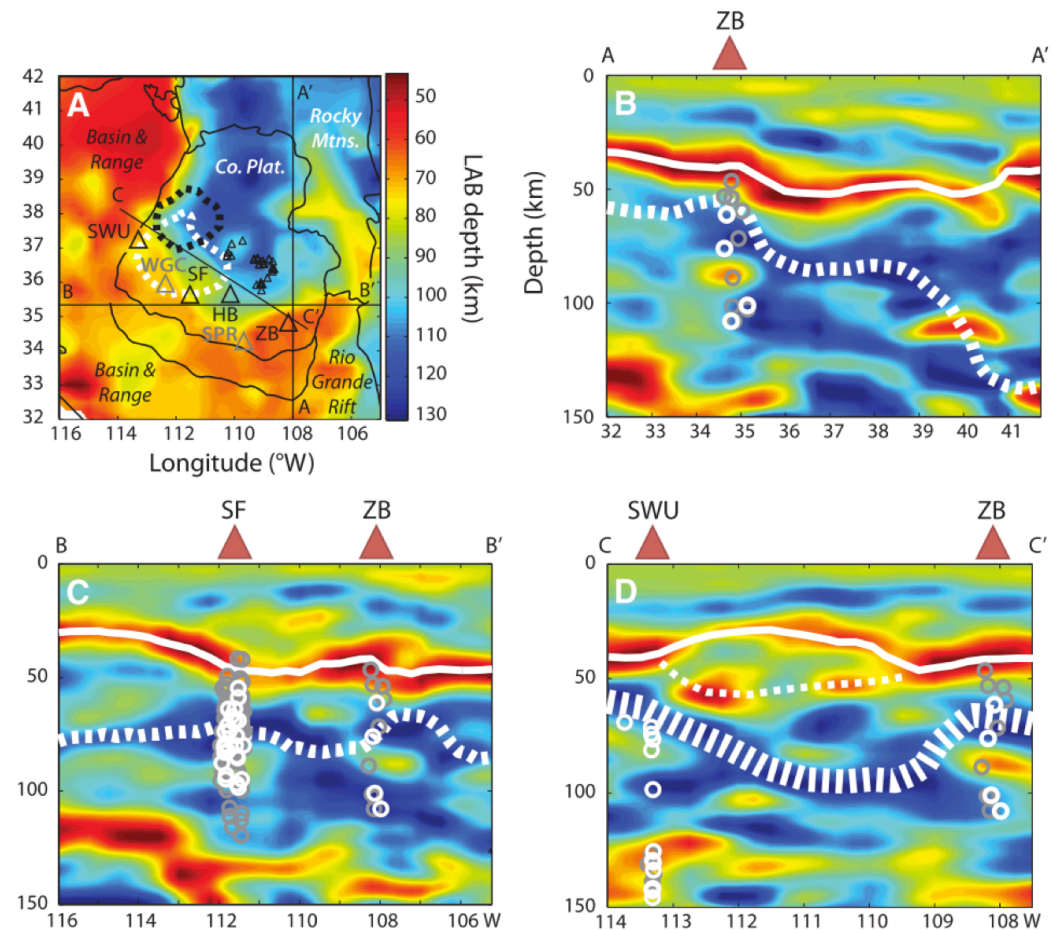 A
42
41
40
39
38
37
36
35
34
33
32
116
114
112
110
108
106
Longitude (°W)
A'
Rocky
Mtns.
Basin &
Range
Co. Plat.
C
SWU
WGC
SF
B
B'
HB
C'
SPR
ZB
Basin &
Range
Rio
Grande
Rift
A
50
60
70
80
90
100
110
120
130
LAB depth (km)
ZB
A
A'
B
0
50
100
150
Depth (km)
32
33
34
35
36
37
38
39
40
41
SF
ZB
B
B'
C
0
50
100
150
116
114
112
110
108
106 W
SWU
ZB
C
C'
D
0
50
100
150
114
113
112
111
110
109
108 W